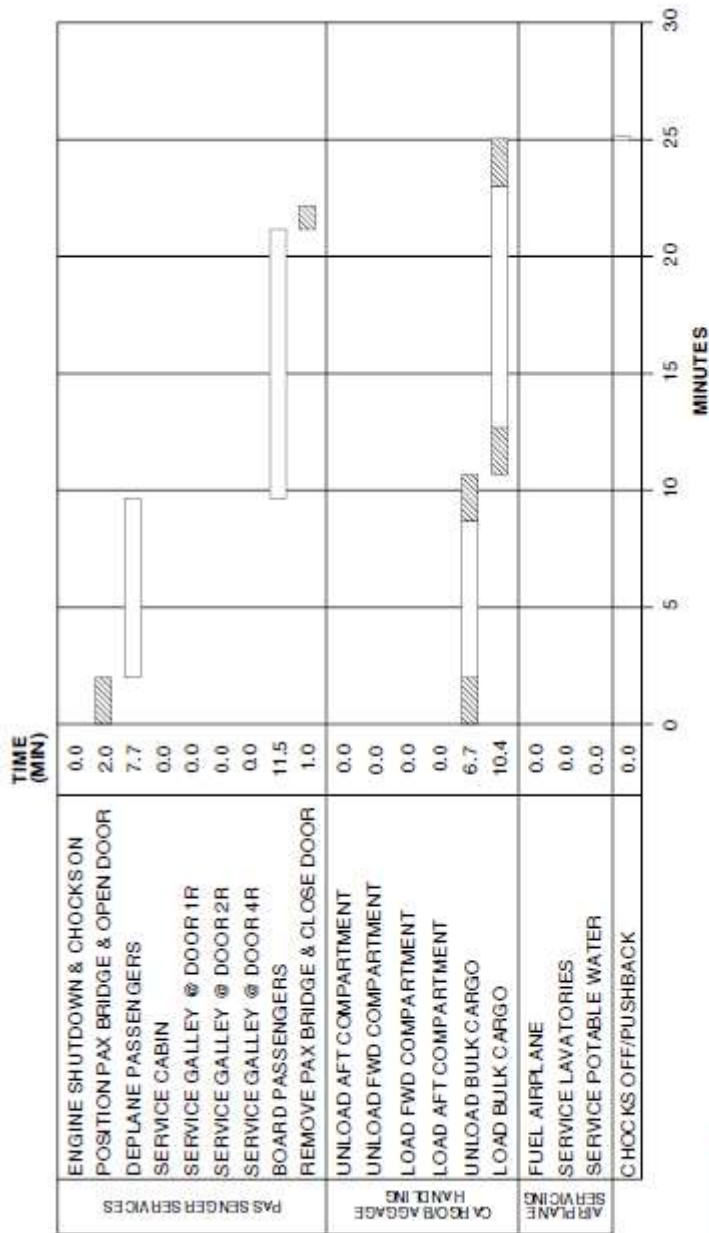 TIME
(MIN)
ENGINE SHUTDOWN & CHOCKS ON 0.0
POSITION PAX BRIDGE & OPEN DOOR 2.0
DEPLANE PASSENGERS 7.7
SERVICE CABIN 0.0
SERVICE GALLEY @ DOOR 1R 0.0
SERVICE GALLEY @ DOOR 2R 0.0
SERVICE GALLEY @ DOOR 4R 0.0
BOARD PASSENGERS 11.5
REMOVE PAX BRIDGE & CLOSE DOOR 1.0
PASSENGER SERVICES
UNLOAD AFT COMPARTMENT 0.0
UNLOAD FWD COMPARTMENT 0.0
LOAD FWD COMPARTMENT 0.0
LOAD AFT COMPARTMENT 0.0
UNLOAD BULK CARGO 6.7
LOAD BULK CARGO 10.4
CARGO/BAGGAGE
HANDLING
FUEL AIRPLANE 0.0
SERVICE LAVATORIES 0.0
SERVICE POTABLE WATER 0.0
AIRPLANE
SERVICING
CHOCKS OFF/PUSHBACK 0.0
0 5 10 15 20 25 30
MINUTES